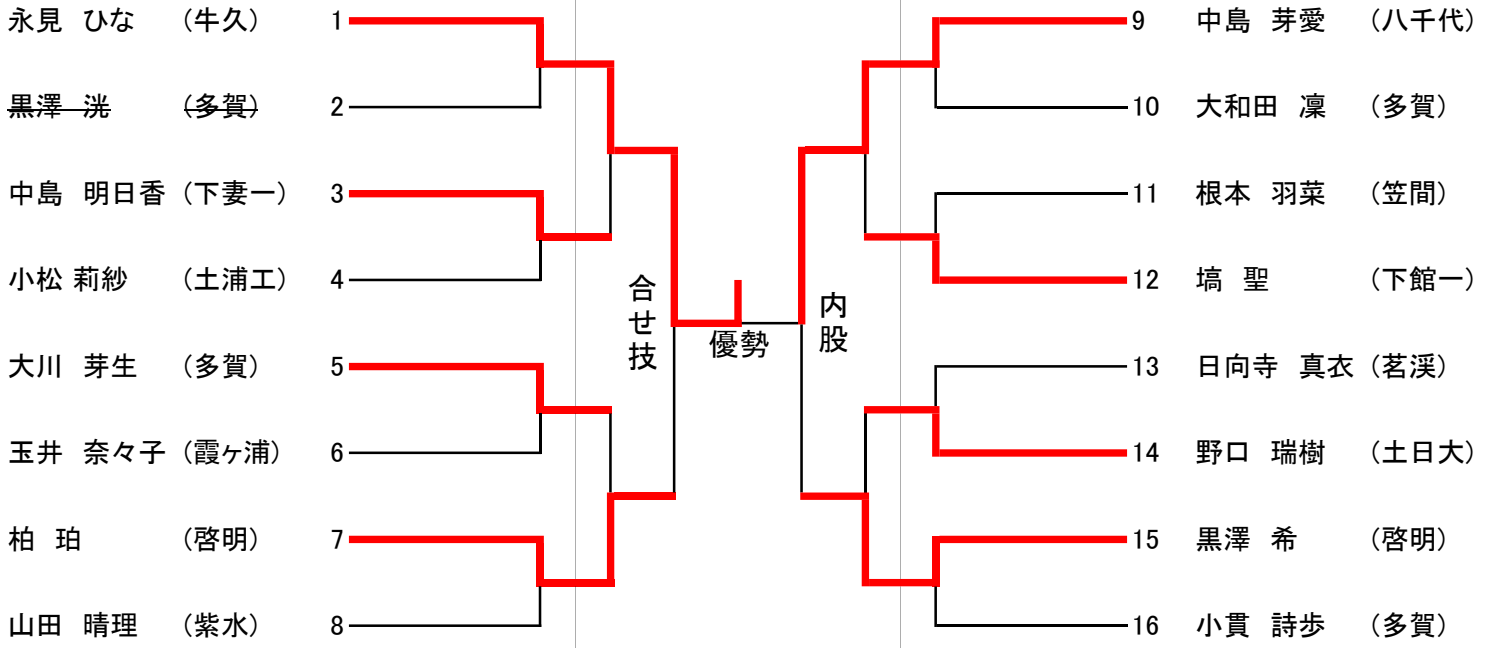 永見 ひな （牛久） 1
黒澤 洸 （多賀） 2
中島 明日香 （下妻一） 3
小松 莉紗 （土浦工） 4
大川 芽生 （多賀） 5
玉井 奈々子 （霞ヶ浦） 6
柏 珀 （啓明） 7
山田 晴理 （紫水） 8
合せ技
優勢
内股
9 中島 芽愛 （八千代）
10 大和田 凜 （多賀）
11 根本 羽菜 （笠間）
12 塙 聖 （下館一）
13 日向寺 真衣 （茗渓）
14 野口 瑞樹 （土日大）
15 黒澤 希 （啓明）
16 小貫 詩歩 （多賀）